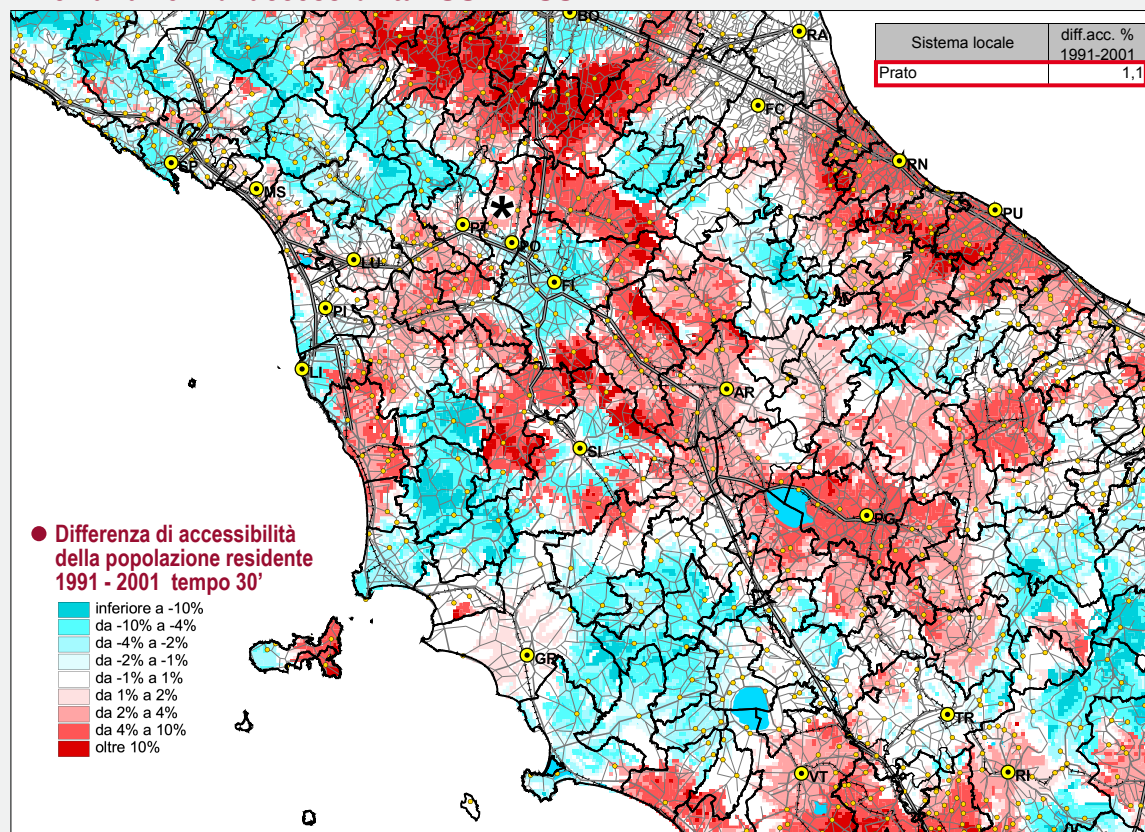 Sistema locale
diff.acc. %
1991-2001
Prato
1,1
BO
RA
FC
SP
RN
MS
PU
PT
*
PO
LU
FI
PI
LI
AR
SI
PG
● Differenza di accessibilità
della popolazione residente
1991 - 2001 tempo 30'
inferiore a -10%
da -10% a -4%
da -4% a -2%
da -2% a -1%
da -1% a 1%
da 1% a 2%
da 2% a 4%
da 4% a 10%
oltre 10%
GR
TR
VT
RI